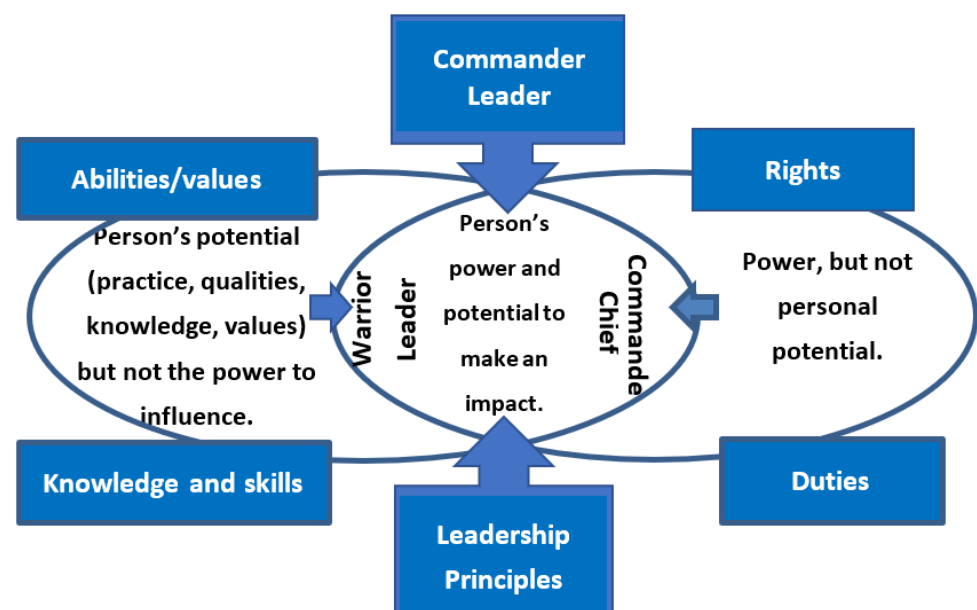 Commander
Leader
Abilities/values
Rights
Person's potential
(practice, qualities,
knowledge, values)
but not the power to
influence.
Warrior
Leader
Person's
power and
potential to
make an
impact.
Commande
Chief
Power, but not
personal
potential.
Knowledge and skills
Duties
Leadership
Principles